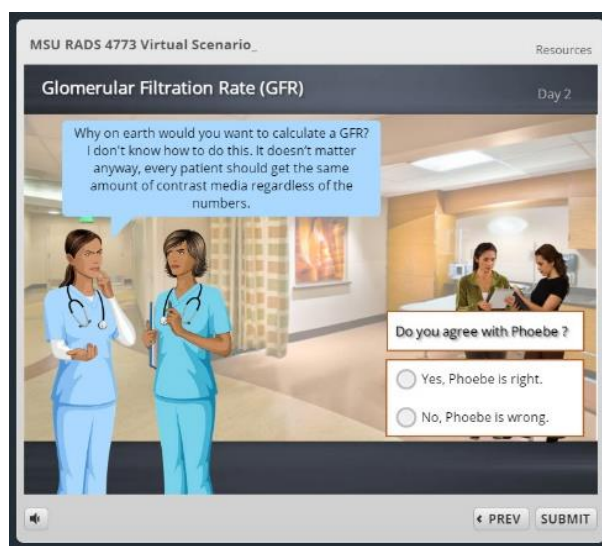 MSU RADS 4773 Virtual Scenario_
Resources
Glomerular Filtration Rate (GFR)
Day 2
Why on earth would you want to calculate a GFR?
I don't know how to do this. It doesn't matter
anyway, every patient should get the same
amount of contrast media regardless of the
numbers.
Do you agree with Phoebe ?
Yes, Phoebe is right.
No, Phoebe is wrong.
PREV
SUBMIT